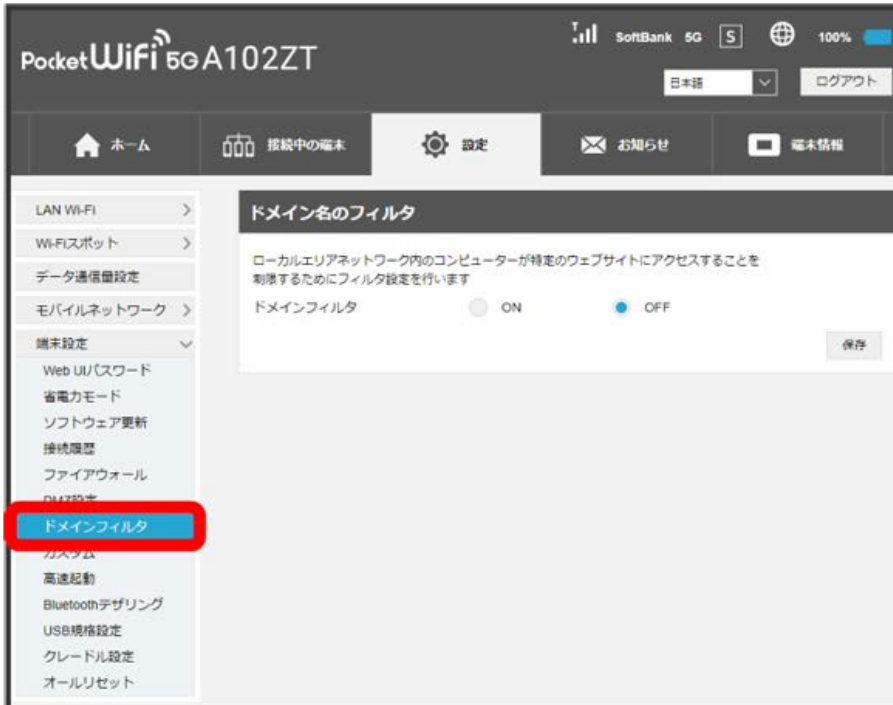 Pocket WiFi 5G A102ZT
SoftBank 5G S 100%
日本語 ログアウト
ホーム 接続中の端末 設定 お知らせ 端末情報
LAN Wi-Fi
Wi-Fiスポット
データ通信量設定
モバイルネットワーク
端末設定
Web UIパスワード
省電力モード
ソフトウェア更新
接続履歴
ファイアウォール
DMZ設定
ドメインフィルタ
カスタム
高速起動
Bluetoothテザリング
USB規格設定
クレードル設定
オールリセット
ドメイン名のフィルタ
ローカルエリアネットワーク内のコンピューターが特定のウェブサイトにアクセスすることを
制限するためにフィルタ設定を行います
ドメインフィルタ ON OFF
保存